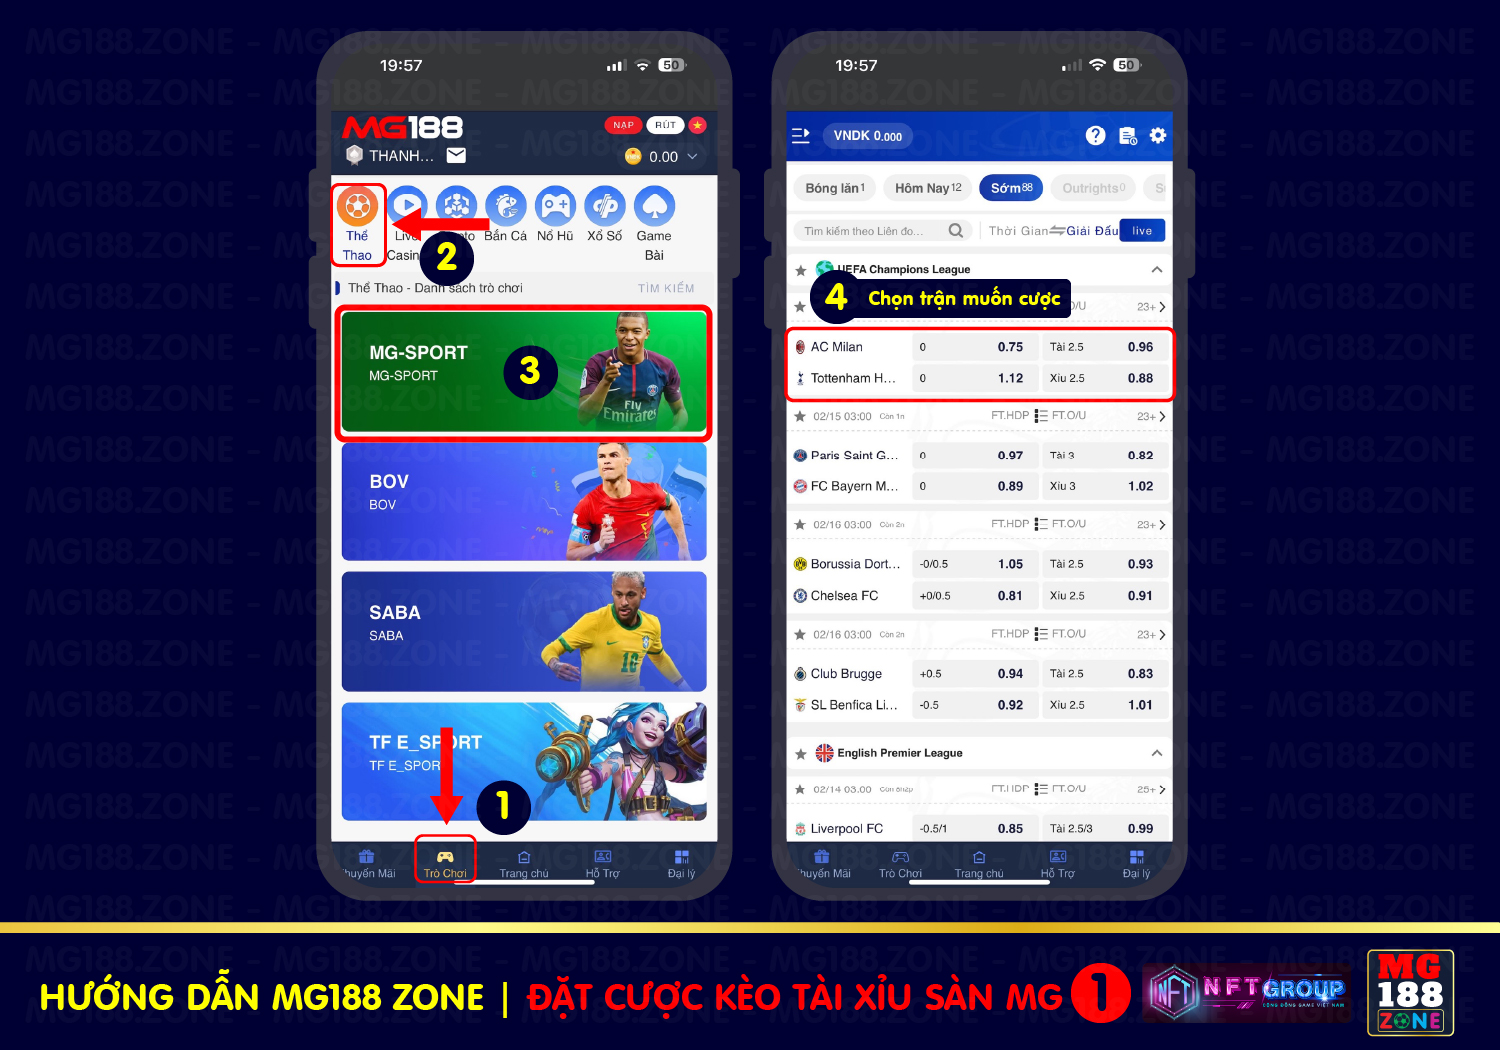 19:57
50
MG188
NẠP
RÚT
THANH...
0.00
Thể Thao
Live
Bắn Cá
Nổ Hũ
Xổ Số
Game Bài
2
Thể Thao - Danh sách trò chơi
TÌM KIẾM
MG-SPORT
MG-SPORT
3
Fly Emirates
BOV
BOV
SABA
SABA
TF E_SPORT
TF E_SPOR
1
huyến Mãi
Trò Chơi
Trang chủ
Hỗ Trợ
Đại lý
19:57
50
VNDK 0.000
Bóng lăn 1
Hôm Nay 12
Sớm 88
Outrights 0
Tìm kiếm theo Liên đo...
Thời Gian
Giải Đấu
live
UEFA Champions League
4 Chọn trận muốn cược
O/U
23+
AC Milan 0 0.75 Tài 2.5 0.96
Tottenham H... 0 1.12 Xỉu 2.5 0.88
02/15 03:00 Còn 1n FT.HDP FT.O/U 23+
Paris Saint G... 0 0.97 Tài 3 0.82
FC Bayern M... 0 0.89 Xỉu 3 1.02
02/16 03:00 Còn 2n FT.HDP FT.O/U 23+
Borussia Dort... -0/0.5 1.05 Tài 2.5 0.93
Chelsea FC +0/0.5 0.81 Xỉu 2.5 0.91
02/16 03:00 Còn 2n FT.HDP FT.O/U 23+
Club Brugge +0.5 0.94 Tài 2.5 0.83
SL Benfica Li... -0.5 0.92 Xỉu 2.5 1.01
English Premier League
02/14 03:00 FT.HDP FT.O/U 25+
Liverpool FC -0.5/1 0.85 Tài 2.5/3 0.99
huyến Mãi
Trò Chơi
Trang chủ
Hỗ Trợ
Đại lý
HƯỚNG DẪN MG188 ZONE | ĐẶT CƯỢC KÈO TÀI XỈU SÀN MG 1
NFT
NFTGROUP
CỘNG ĐỒNG GAME VIỆT NAM
MG
188
ZONE